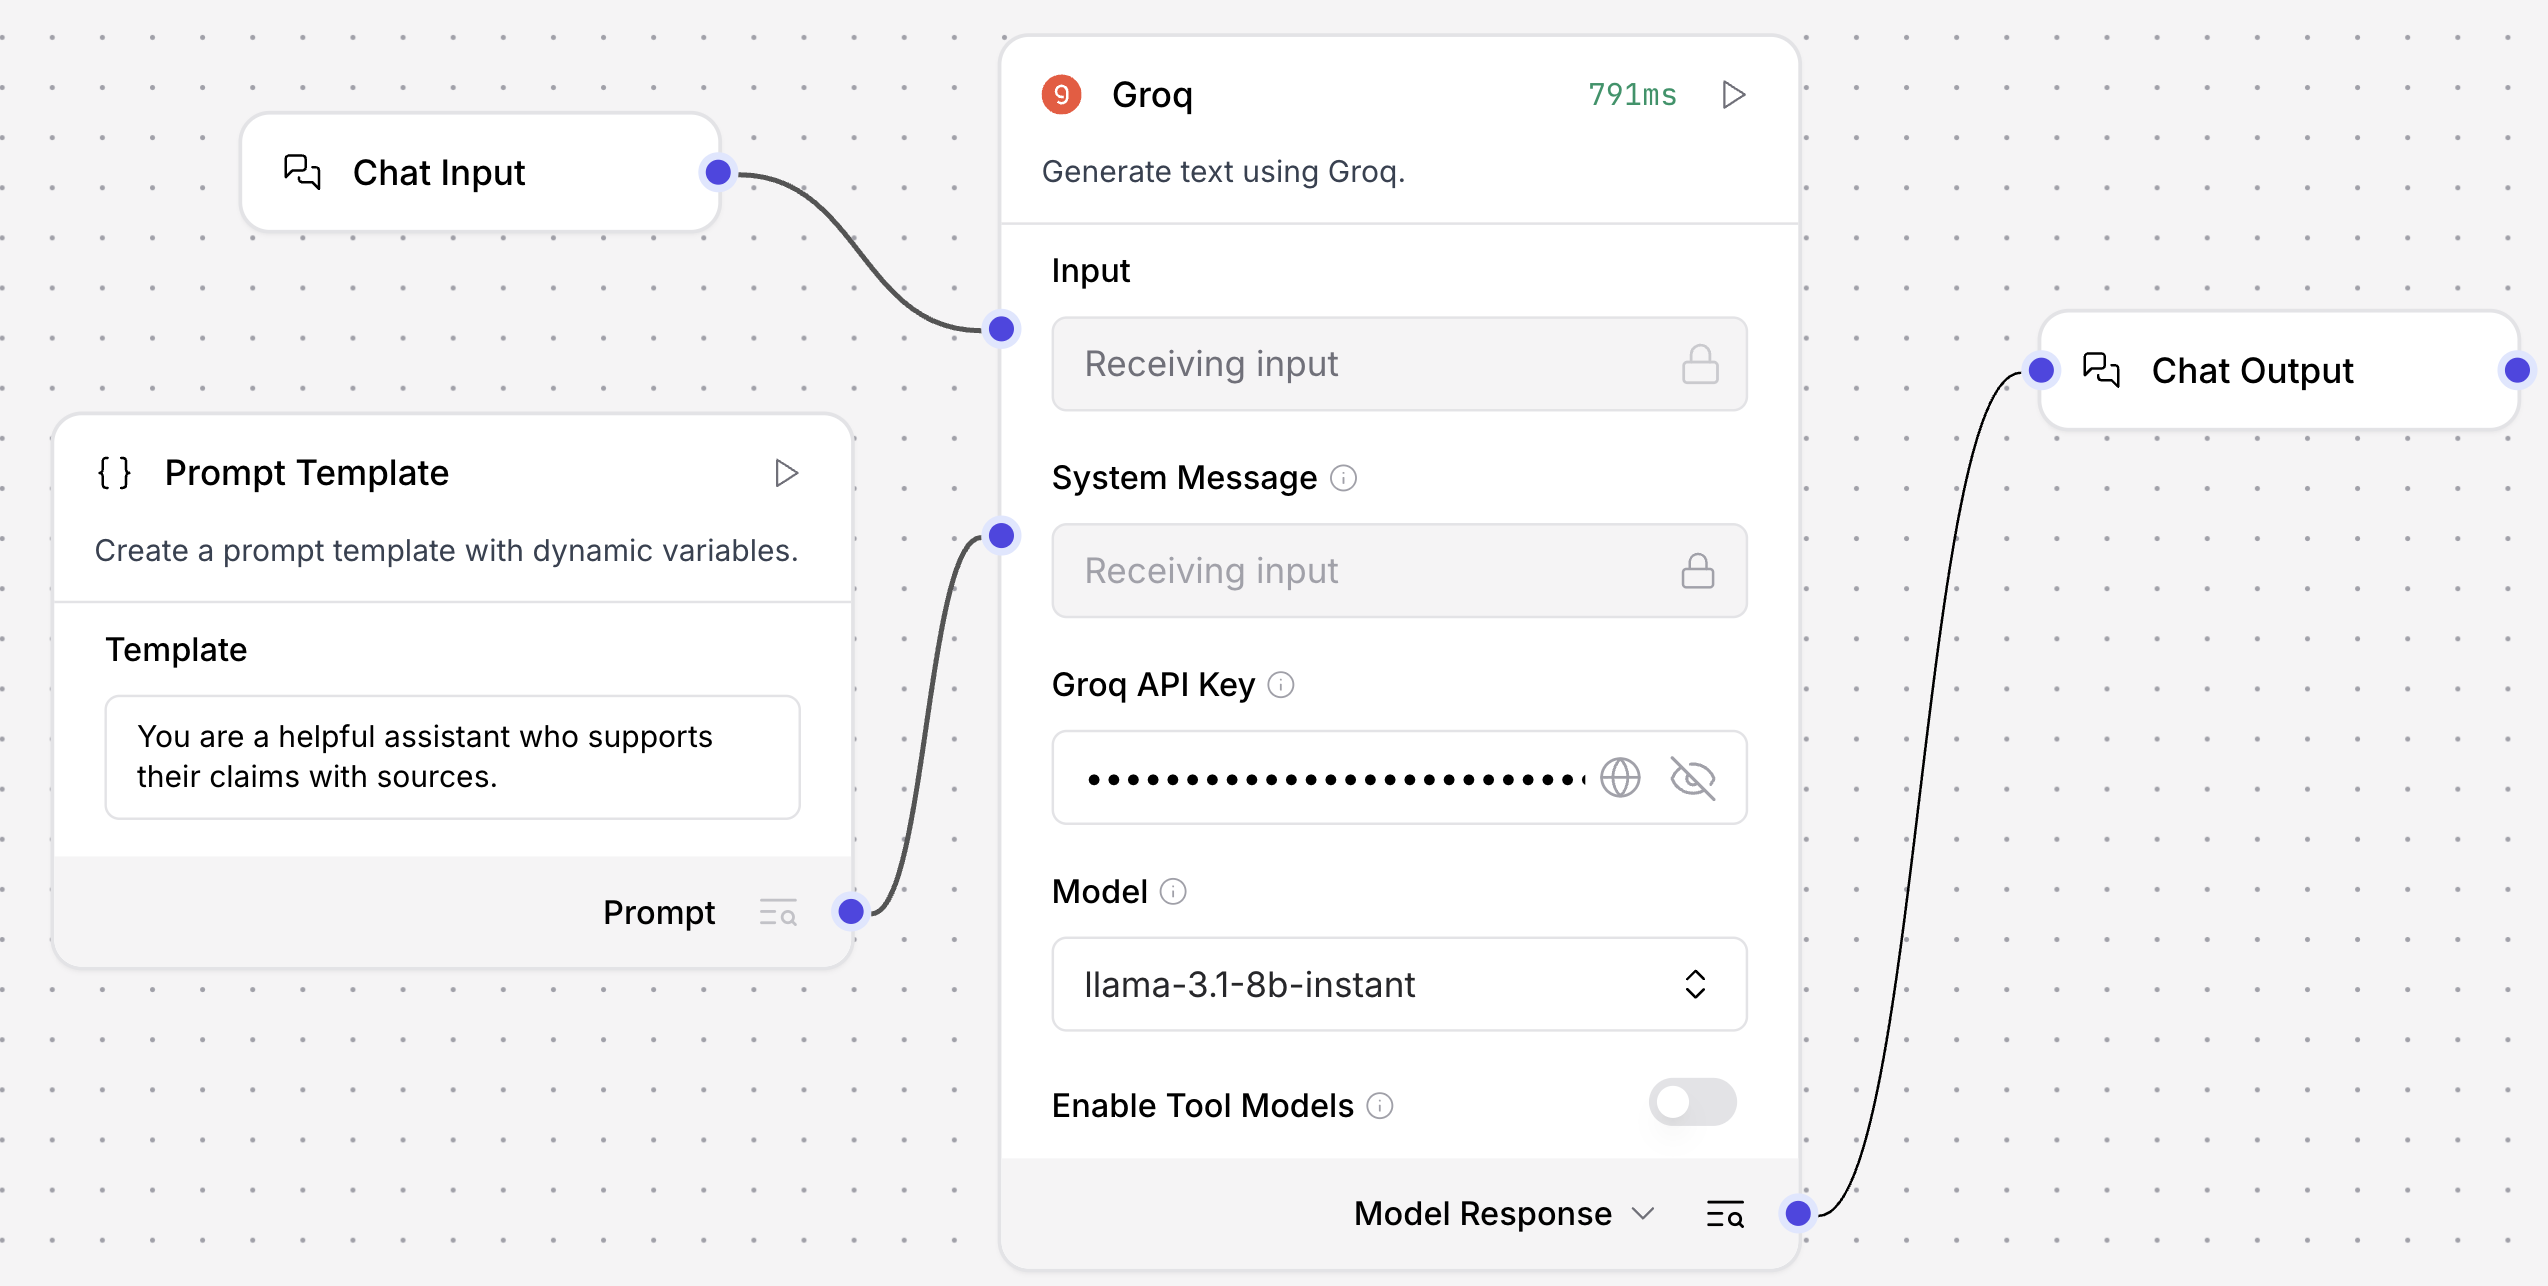 Chat Input
Prompt Template
Create a prompt template with dynamic variables.
Template
You are a helpful assistant who supports
their claims with sources.
Prompt
Groq
791ms
Generate text using Groq.
Input
Receiving input
System Message
Receiving input
Groq API Key
Model
llama-3.1-8b-instant
Enable Tool Models
Model Response
Chat Output